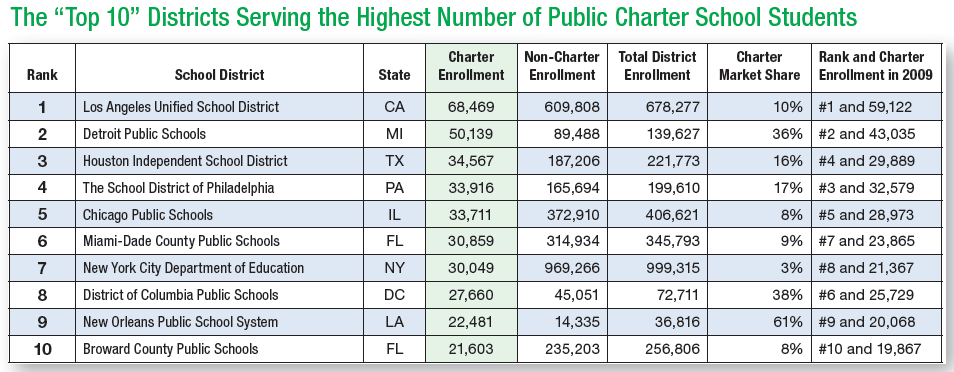 The “Top 10” Districts Serving the Highest Number of Public Charter School Students
Rank School District State Charter Enrollment Non-Charter Enrollment Total District Enrollment Charter Market Share Rank and Charter Enrollment in 2009
1 Los Angeles Unified School District CA 68,469 609,808 678,277 10% #1 and 59,122
2 Detroit Public Schools MI 50,139 89,488 139,627 36% #2 and 43,035
3 Houston Independent School District TX 34,567 187,206 221,773 16% #4 and 29,889
4 The School District of Philadelphia PA 33,916 165,694 199,610 17% #3 and 32,579
5 Chicago Public Schools IL 33,711 372,910 406,621 8% #5 and 28,973
6 Miami-Dade County Public Schools FL 30,859 314,934 345,793 9% #7 and 23,865
7 New York City Department of Education NY 30,049 969,266 999,315 3% #8 and 21,367
8 District of Columbia Public Schools DC 27,660 45,051 72,711 38% #6 and 25,729
9 New Orleans Public School System LA 22,481 14,335 36,816 61% #9 and 20,068
10 Broward County Public Schools FL 21,603 235,203 256,806 8% #10 and 19,867